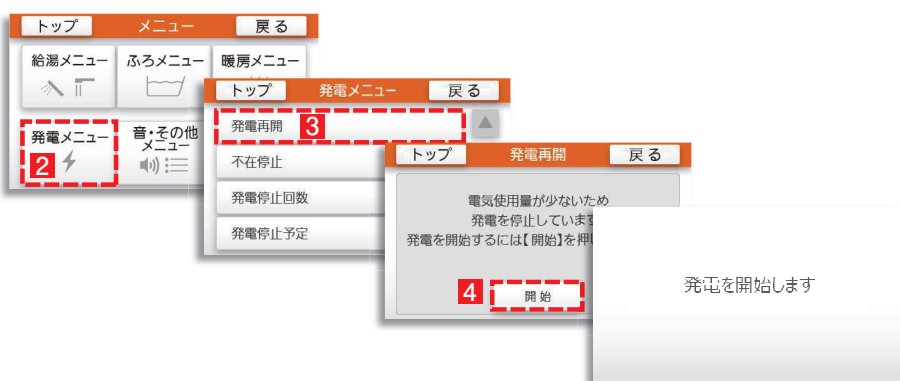 トップ メニュー 戻る
給湯メニュー ふろメニュー 暖房メニュー
発電メニュー 音・その他
メニュー
2
トップ 発電メニュー 戻る
発電再開 3
不在停止
発電停止回数
発電停止予定
トップ 発電再開 戻る
電気使用量が少ないため
発電を停止しています
発電を開始するには【開始】を押し
4 開始
発電を開始します